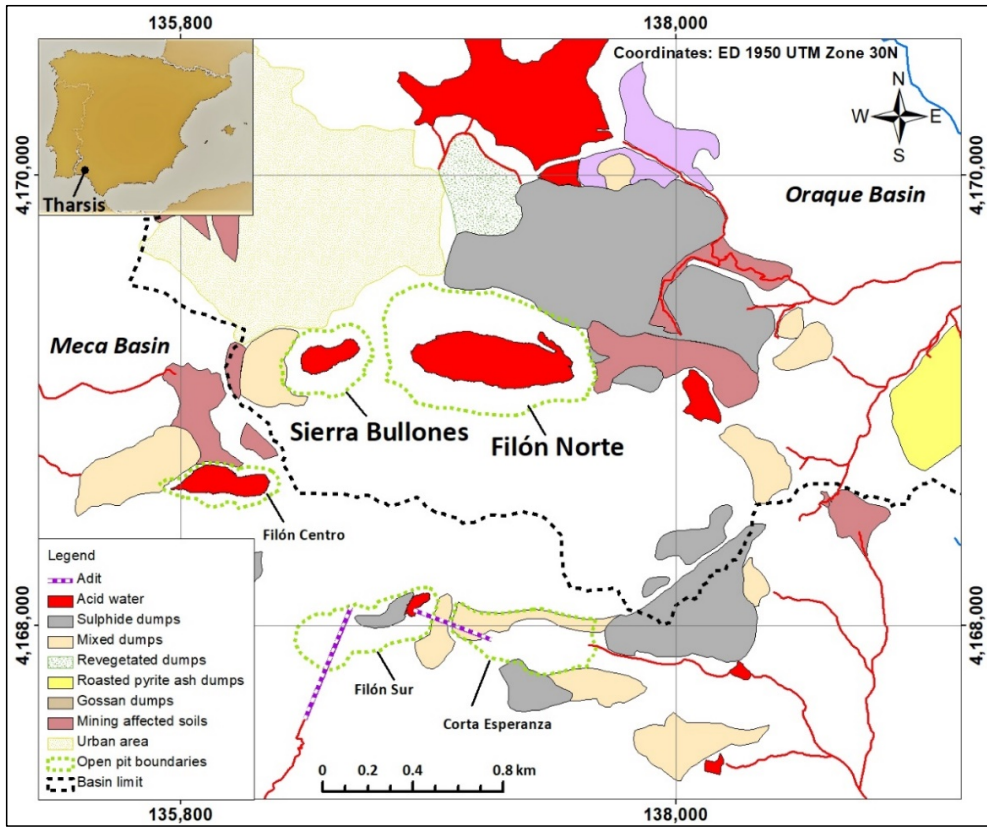 135,800
138,000
Coordinates: ED 1950 UTM Zone 30N
N
W
E
S
Tharsis
4,170,000
4,170,000
Oraque Basin
Meca Basin
Sierra Bullones
Filón Norte
Filón Centro
Legend
Adit
Acid water
Sulphide dumps
Mixed dumps
Revegetated dumps
Roasted pyrite ash dumps
Gossan dumps
Mining affected soils
Urban area
Open pit boundaries
Basin limit
4,168,000
4,168,000
Filón Sur
Corta Esperanza
0 0.2 0.4 0.8 km
135,800
138,000